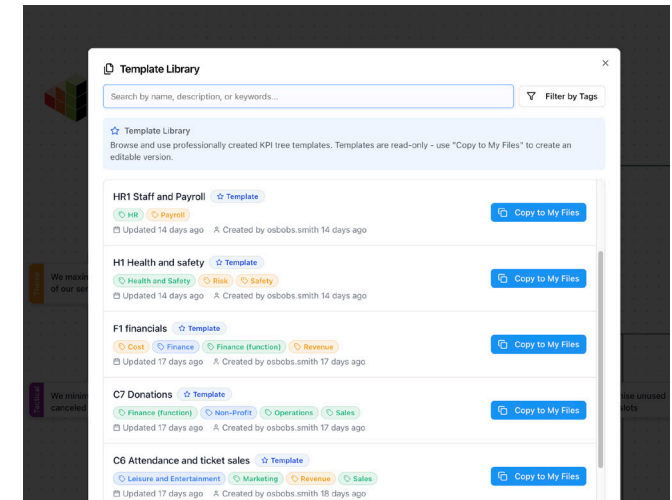 Template Library
Search by name, description, or keywords...
Filter by Tags
Template Library
Browse and use professionally created KPI tree templates. Templates are read-only - use "Copy to My Files" to create an
editable version.
HR1 Staff and Payroll Template
HR Payroll
Updated 14 days ago Created by osbobs.smith 14 days ago
Copy to My Files
H1 Health and safety Template
Health and Safety Risk Safety
Updated 14 days ago Created by osbobs.smith 14 days ago
Copy to My Files
F1 financials Template
Cost Finance Finance (function) Revenue
Updated 17 days ago Created by osbobs.smith 17 days ago
Copy to My Files
C7 Donations Template
Finance (function) Non-Profit Operations Sales
Updated 17 days ago Created by osbobs.smith 17 days ago
Copy to My Files
C6 Attendance and ticket sales Template
Leisure and Entertainment Marketing Revenue Sales
Updated 17 days ago Created by osbobs.smith 18 days ago
Copy to My Files
We
of our
Tactical
We
canceled
unused